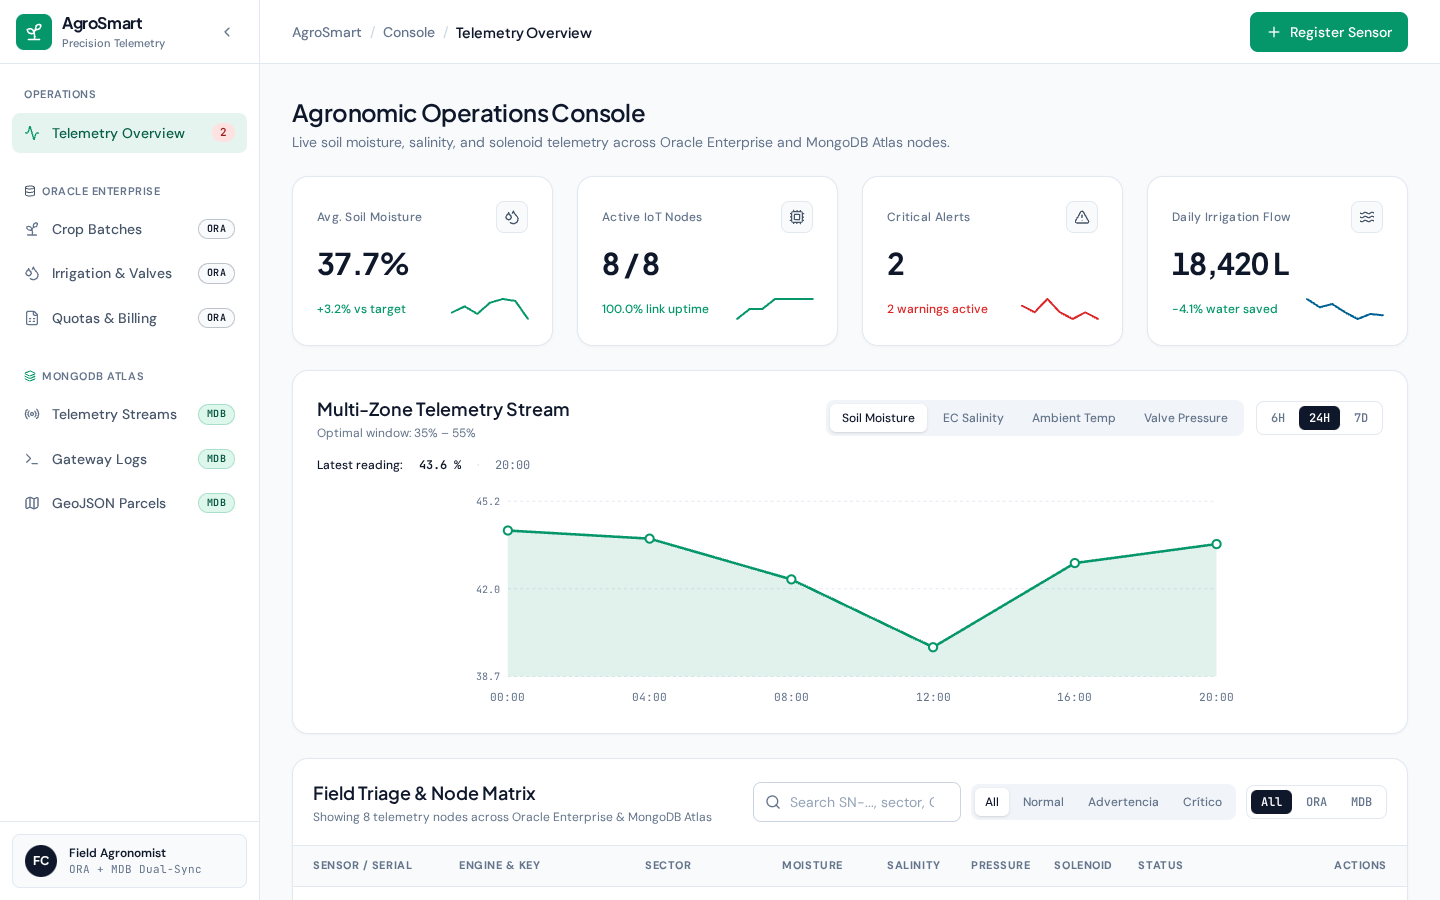 AgroSmart
Precision Telemetry
AgroSmart / Console / Telemetry Overview
Register Sensor
OPERATIONS
Telemetry Overview 2
ORACLE ENTERPRISE
Crop Batches ORA
Irrigation & Valves ORA
Quotas & Billing ORA
MONGODB ATLAS
Telemetry Streams MDB
Gateway Logs MDB
GeoJSON Parcels MDB
FC
Field Agronomist
ORA + MDB Dual-Sync
Agronomic Operations Console
Live soil moisture, salinity, and solenoid telemetry across Oracle Enterprise and MongoDB Atlas nodes.
Avg. Soil Moisture
37.7%
+3.2% vs target
Active IoT Nodes
8 / 8
100.0% link uptime
Critical Alerts
2
2 warnings active
Daily Irrigation Flow
18,420 L
-4.1% water saved
Multi-Zone Telemetry Stream
Optimal window: 35% – 55%
Soil Moisture EC Salinity Ambient Temp Valve Pressure
6H 24H 7D
Latest reading: 43.6 % · 20:00
45.2
42.0
38.7
00:00 04:00 08:00 12:00 16:00 20:00
Field Triage & Node Matrix
Showing 8 telemetry nodes across Oracle Enterprise & MongoDB Atlas
Search SN-..., sector,
All Normal Advertencia Crítico
All ORA MDB
SENSOR / SERIAL ENGINE & KEY SECTOR MOISTURE SALINITY PRESSURE SOLENOID STATUS ACTIONS